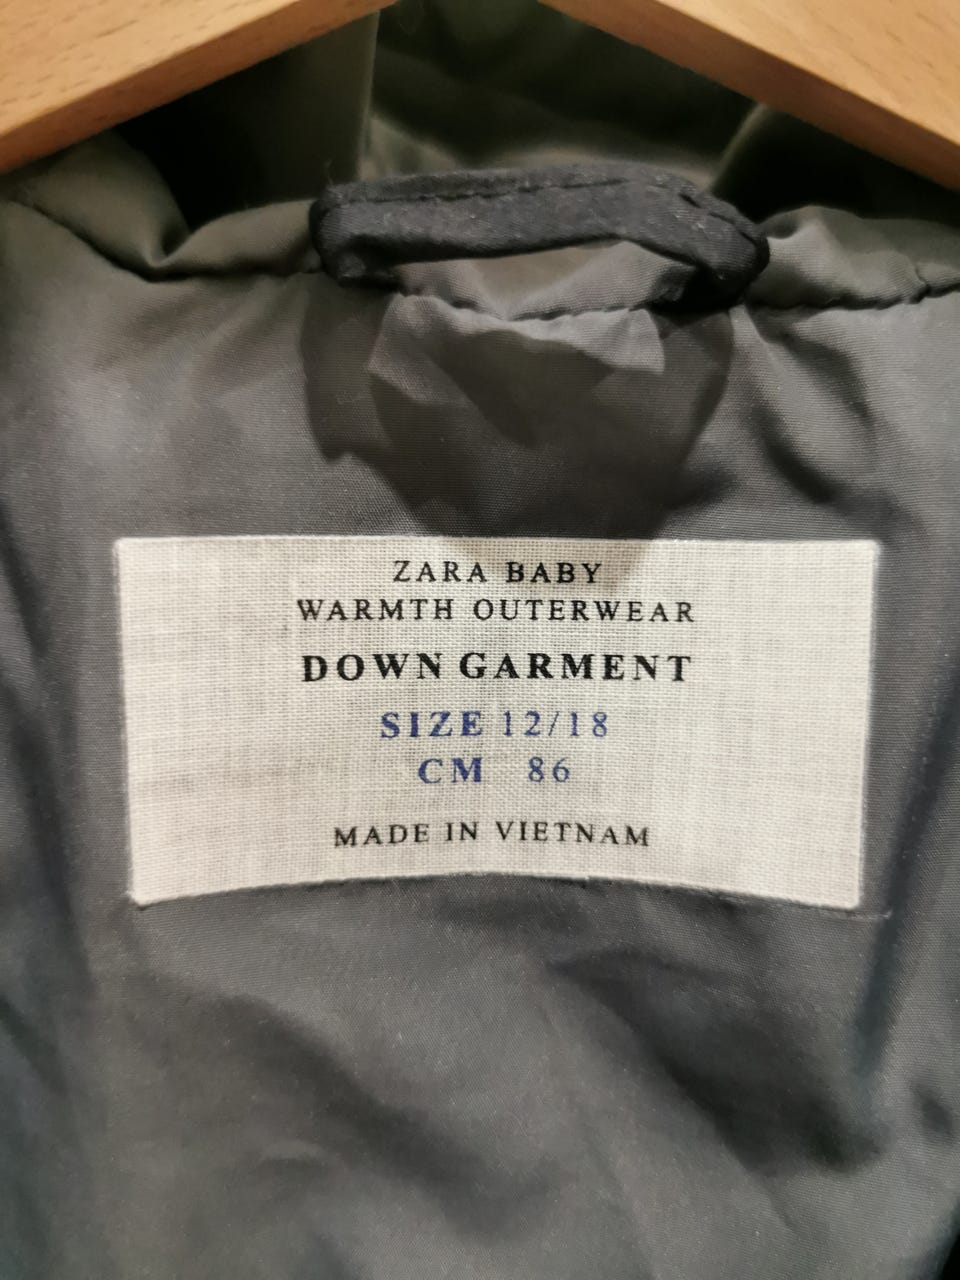 ZARA BABY
WARMTH OUTERWEAR
DOWN GARMENT
SIZE 12/18
CM 86
MADE IN VIETNAM